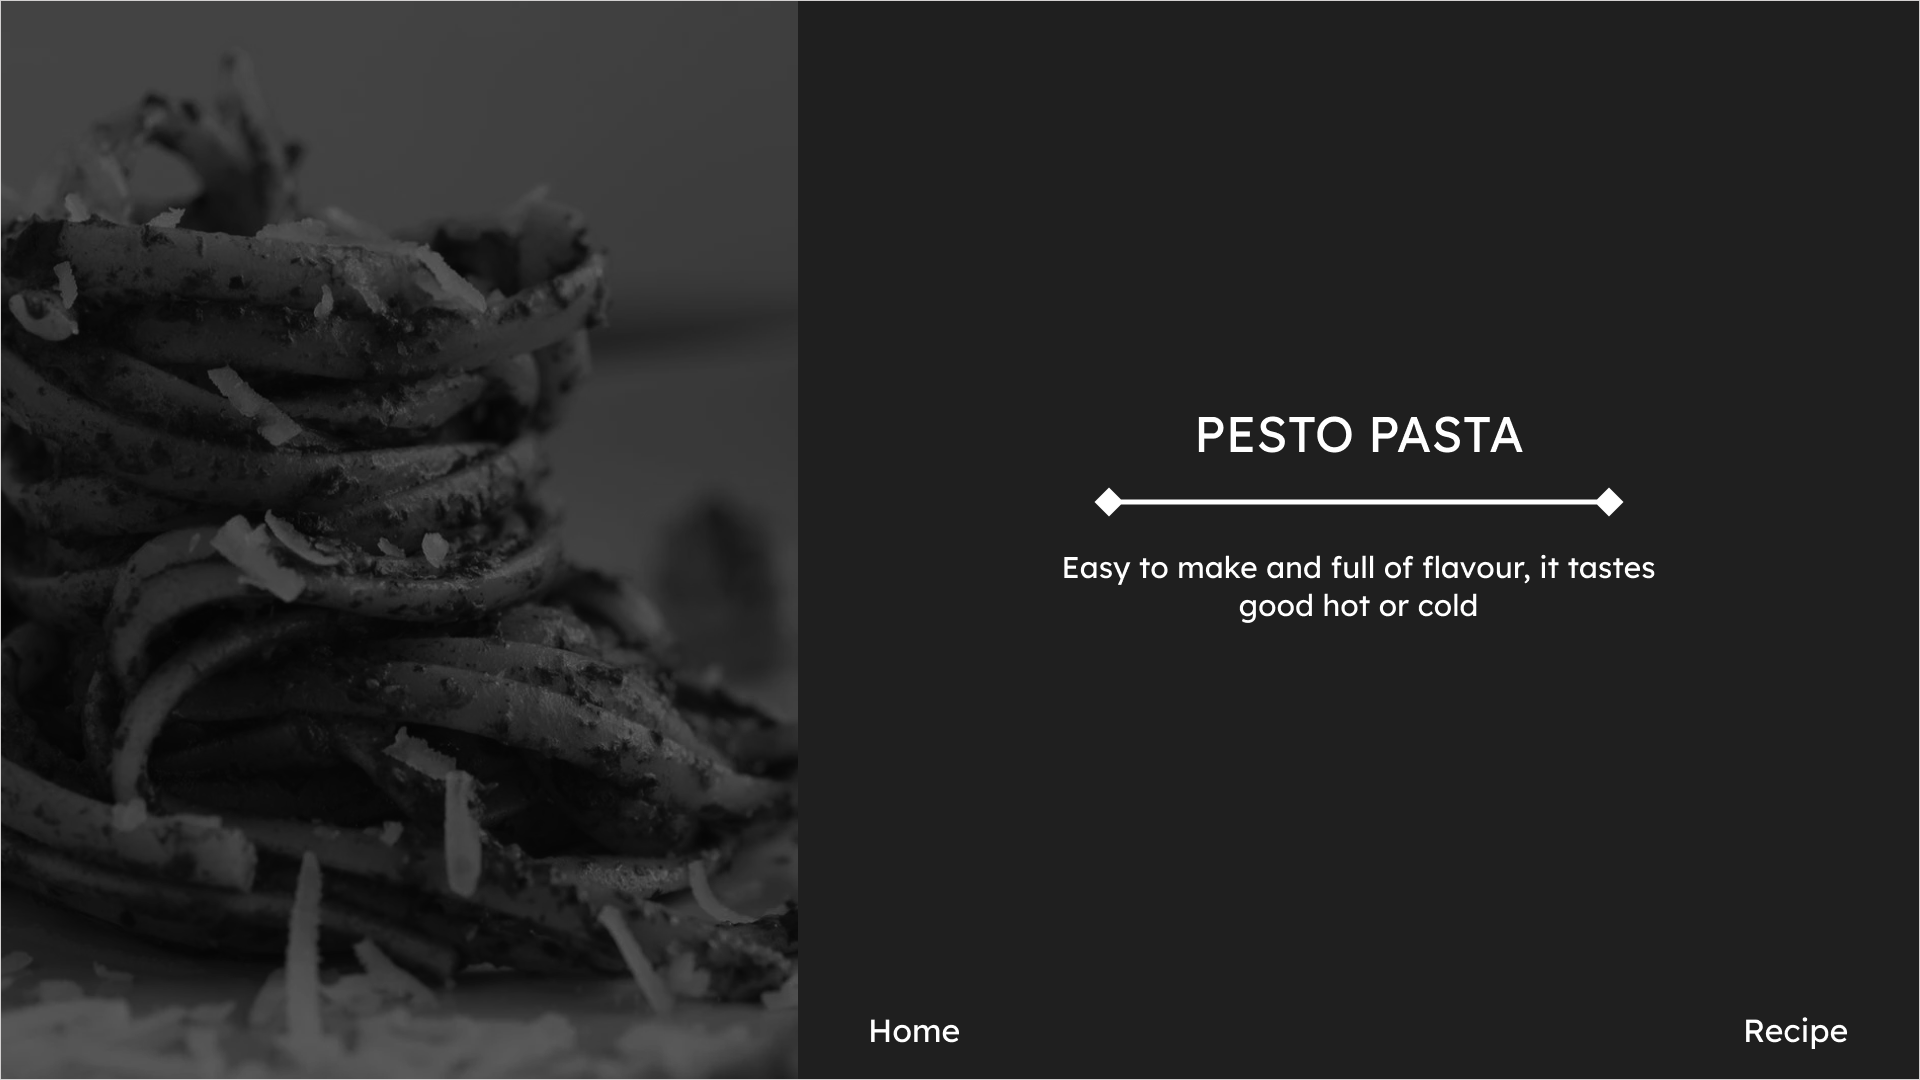 PESTO PASTA
Easy to make and full of flavour, it tastes
good hot or cold
Home
Recipe